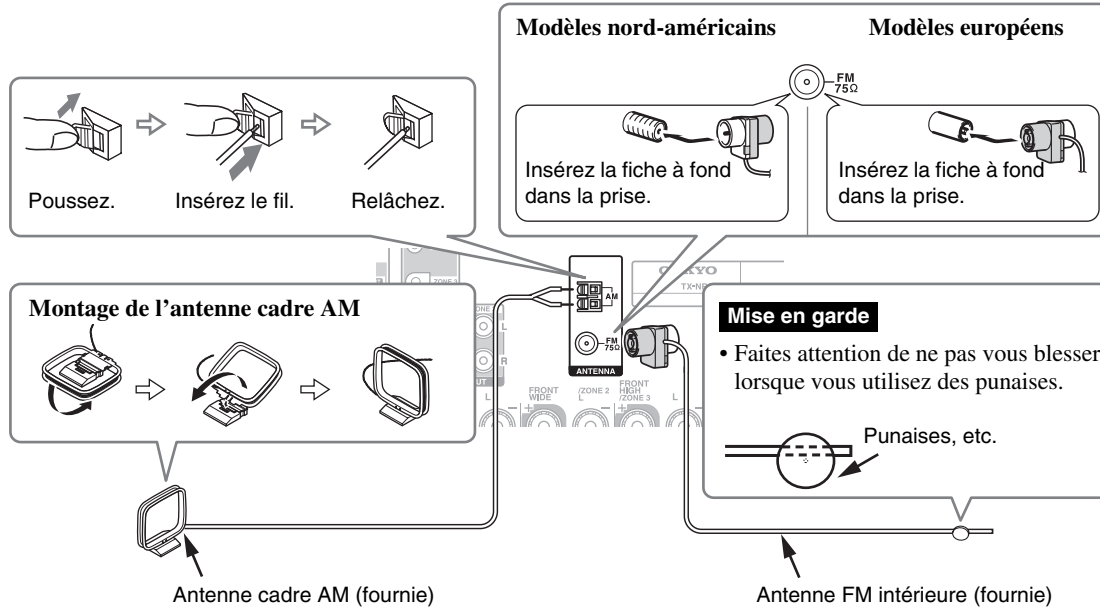 Modèles nord-américains
Modèles européens
FM
75Ω
Insérez la fiche à fond
dans la prise.
Insérez la fiche à fond
dans la prise.
Poussez.
Insérez le fil.
Relâchez.
ZONE 2
AM
FM
75Ω
ANTENNA
L
R
Montage de l’antenne cadre AM
Mise en garde
• Faites attention de ne pas vous blesser
lorsque vous utilisez des punaises.
Punaises, etc.
L
FRONT
WIDE
/ZONE 2
L
FRONT
HIGH
/ZONE 3
L
Antenne cadre AM (fournie)
Antenne FM intérieure (fournie)